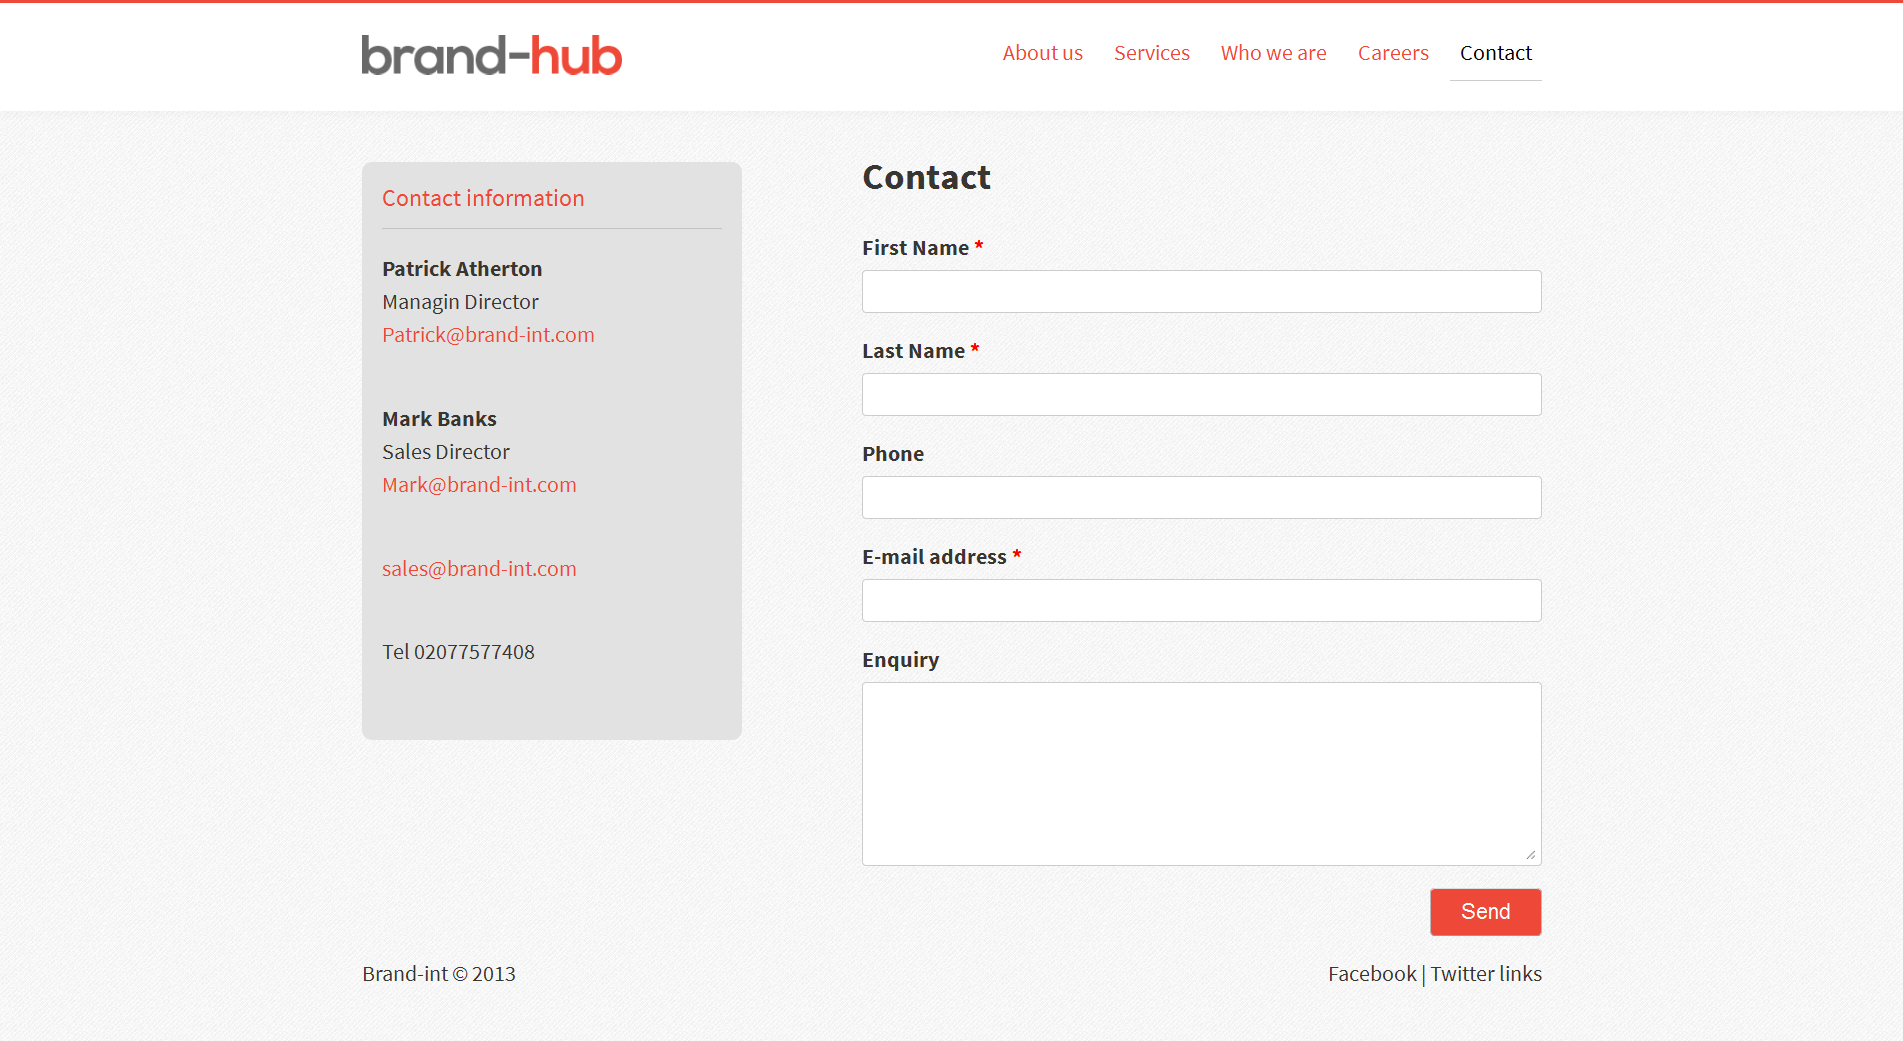 brand-hub
About us Services Who we are Careers Contact
Contact information
Patrick Atherton
Managin Director
Patrick@brand-int.com
Mark Banks
Sales Director
Mark@brand-int.com
sales@brand-int.com
Tel 02077577408
Contact
First Name *
Last Name *
Phone
E-mail address *
Enquiry
Send
Brand-int © 2013
Facebook | Twitter links